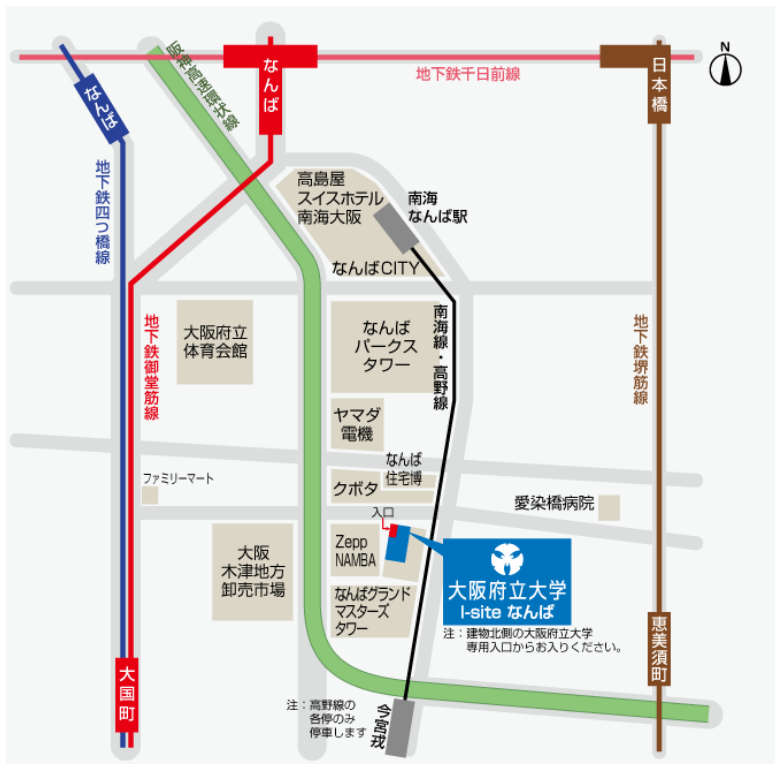 N
なんば
なんば
日本橋
阪神高速環状線
地下鉄千日前線
地下鉄四つ橋線
高島屋
スイスホテル
南海大阪
南海
なんば駅
なんばCITY
地下鉄御堂筋線
大阪府立
体育会館
なんば
パークス
タワー
南海線・高野線
地下鉄堺筋線
ヤマダ
電機
なんば
住宅博
ファミリーマート
クボタ
愛染橋病院
入口
Zepp
NAMBA
大阪
木津地方
卸売市場
大阪府立大学
I-site なんば
なんばグランド
マスターズ
タワー
注：建物北側の大阪府立大学
専用入口からお入りください。
恵美須町
大国町
注：高野線の
各停のみ
停車します
今宮戎